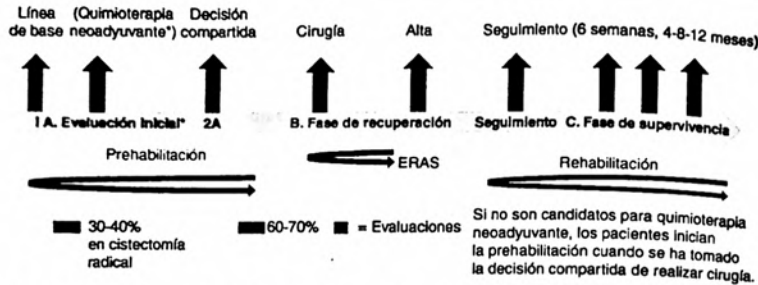 Línea de base
(Quimioterapia neoadyuvante*)
Decisión compartida
Cirugía
Alta
Seguimiento (6 semanas, 4-8-12 meses)
1 A. Evaluación Inicial*
2A
B. Fase de recuperación
Seguimiento
C. Fase de supervivencia
Prehabilitación
ERAS
Rehabilitación
30-40%
en cistectomía
radical
60-70%
= Evaluaciones
Si no son candidatos para quimioterapia
neoadyuvante, los pacientes inician
la prehabilitación cuando se ha tomado
la decisión compartida de realizar cirugía.